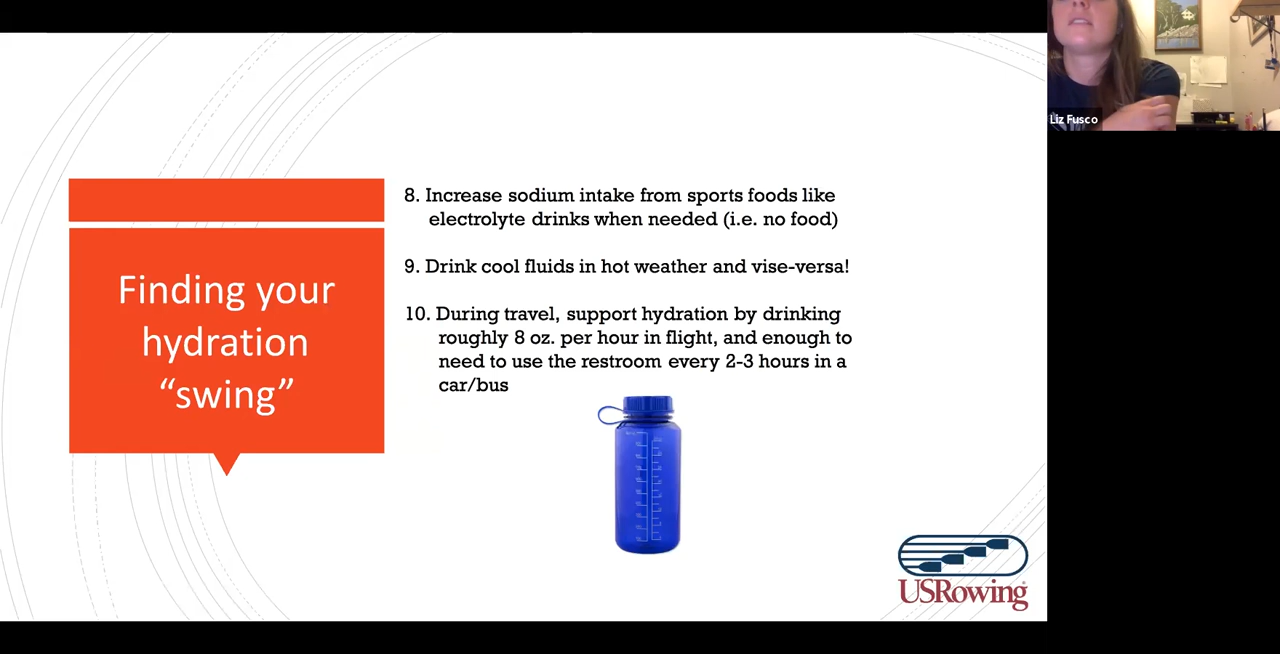 Liz Fusco
Finding your
hydration
“swing”
8. Increase sodium intake from sports foods like
electrolyte drinks when needed (i.e. no food)
9. Drink cool fluids in hot weather and vise-versa!
10. During travel, support hydration by drinking
roughly 8 oz. per hour in flight, and enough to
need to use the restroom every 2-3 hours in a
car/bus
USRowing